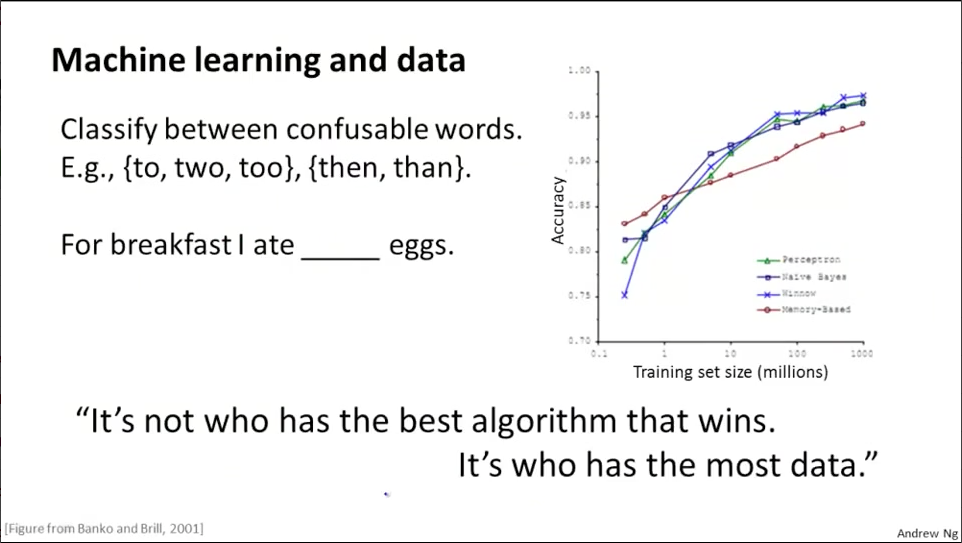 Machine learning and data
Classify between confusable words.
E.g., {to, two, too}, {then, than}.
For breakfast I ate _____ eggs.
1.00
0.95
0.90
0.85
0.80
0.75
0.70
Accuracy
0.1
1
10
100
1000
Training set size (millions)
Perceptron
Naive Bayes
Winnow
Memory-Based
“It’s not who has the best algorithm that wins.
It’s who has the most data.”
[Figure from Banko and Brill, 2001]
Andrew Ng